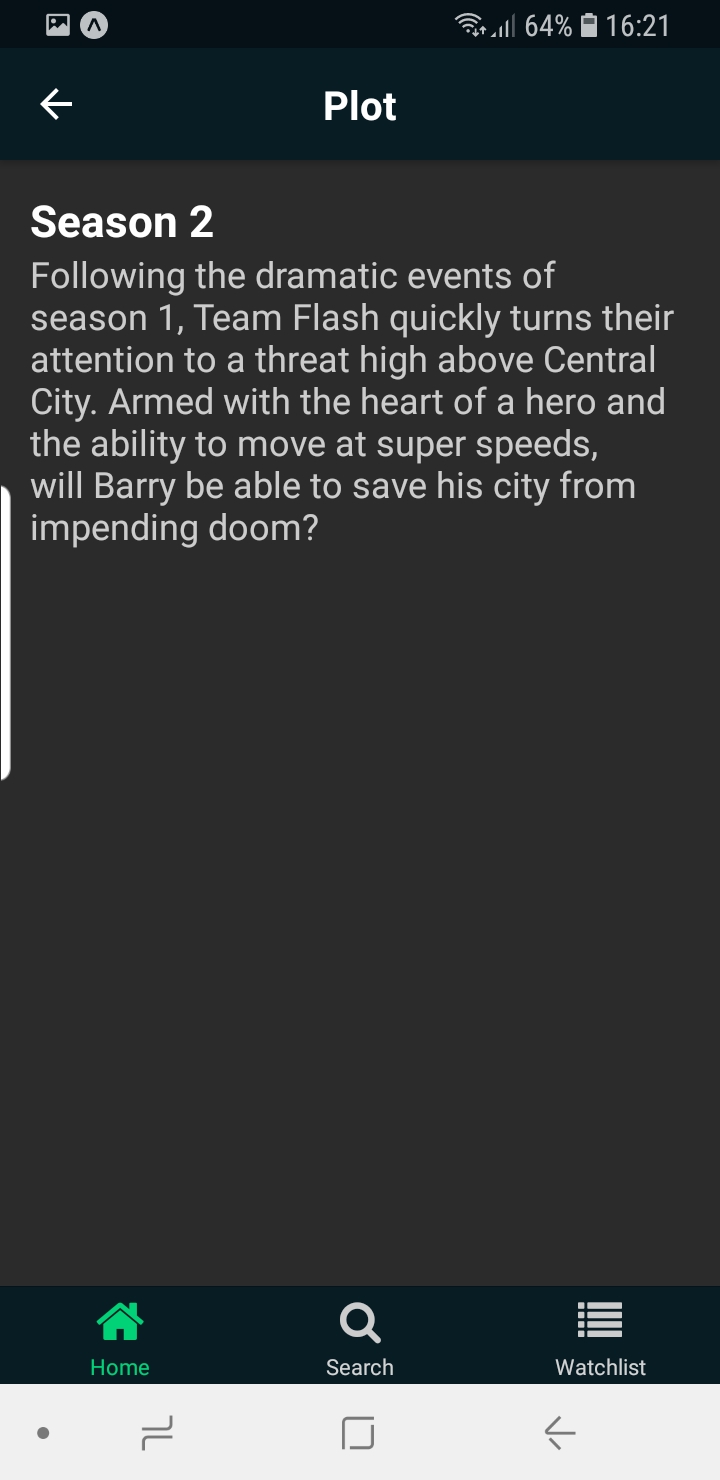 64% 16:21
Plot
Season 2
Following the dramatic events of
season 1, Team Flash quickly turns their
attention to a threat high above Central
City. Armed with the heart of a hero and
the ability to move at super speeds,
will Barry be able to save his city from
impending doom?
Home Search Watchlist